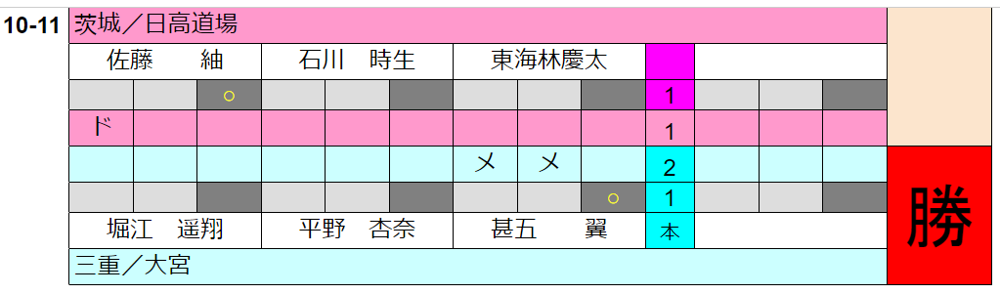 10-11 茨城／日高道場
佐藤　紬 石川　時生 東海林慶太
○ 1
ド 1
メ メ 2
○ 1
堀江　遥翔 平野　杏奈 甚五　翼 本
三重／大宮
勝